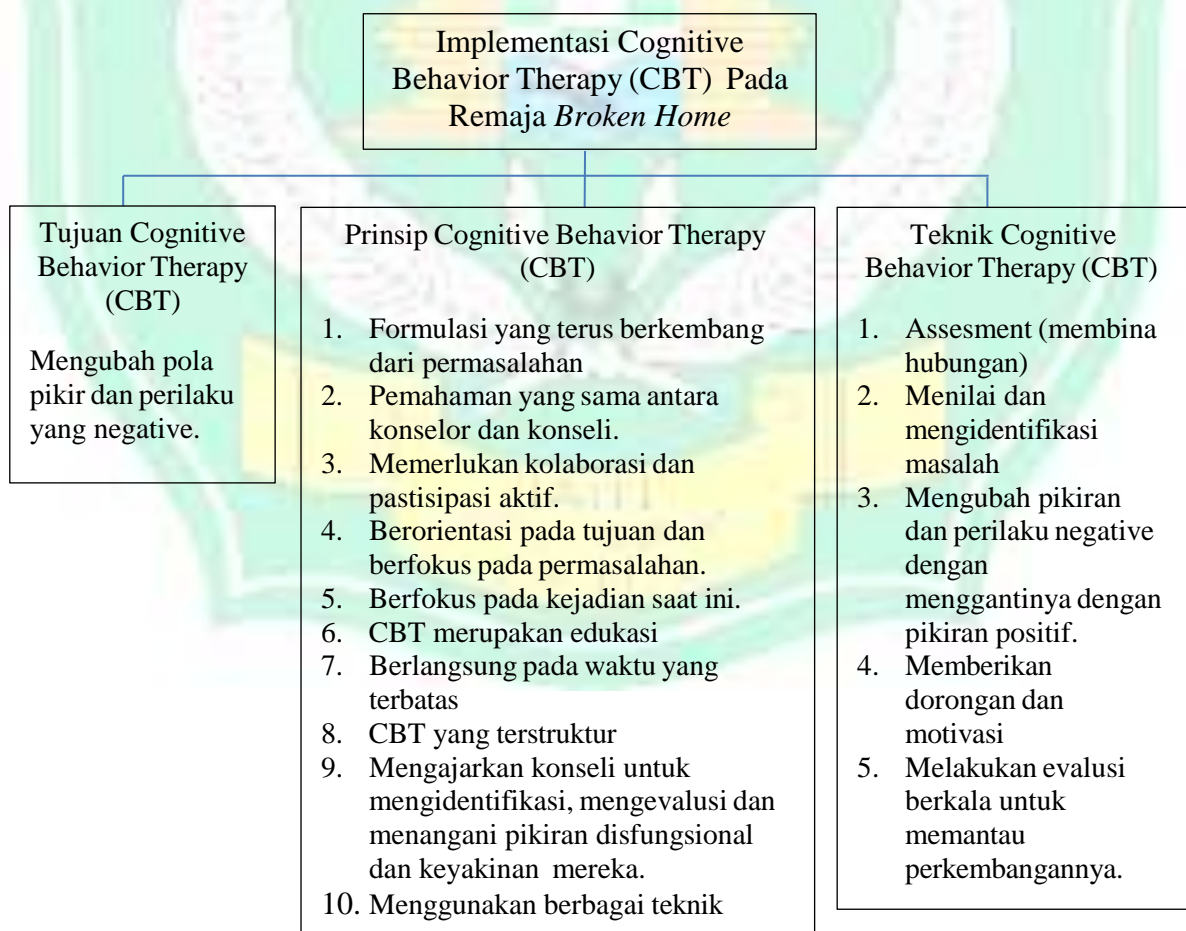 Implementasi Cognitive
Behavior Therapy (CBT) Pada
Remaja Broken Home
Tujuan Cognitive
Behavior Therapy
(CBT)
Mengubah pola
pikir dan perilaku
yang negative.
Prinsip Cognitive Behavior Therapy
(CBT)
1. Formulasi yang terus berkembang
dari permasalahan
2. Pemahaman yang sama antara
konselor dan konseli.
3. Memerlukan kolaborasi dan
pastisipasi aktif.
4. Berorientasi pada tujuan dan
berfokus pada permasalahan.
5. Berfokus pada kejadian saat ini.
6. CBT merupakan edukasi
7. Berlangsung pada waktu yang
terbatas
8. CBT yang terstruktur
9. Mengajarkan konseli untuk
mengidentifikasi, mengevalusi dan
menangani pikiran disfungsional
dan keyakinan mereka.
10. Menggunakan berbagai teknik
Teknik Cognitive
Behavior Therapy (CBT)
1. Assesment (membina
hubungan)
2. Menilai dan
mengidentifikasi
masalah
3. Mengubah pikiran
dan perilaku negative
dengan
menggantinya dengan
pikiran positif.
4. Memberikan
dorongan dan
motivasi
5. Melakukan evalusi
berkala untuk
memantau
perkembangannya.